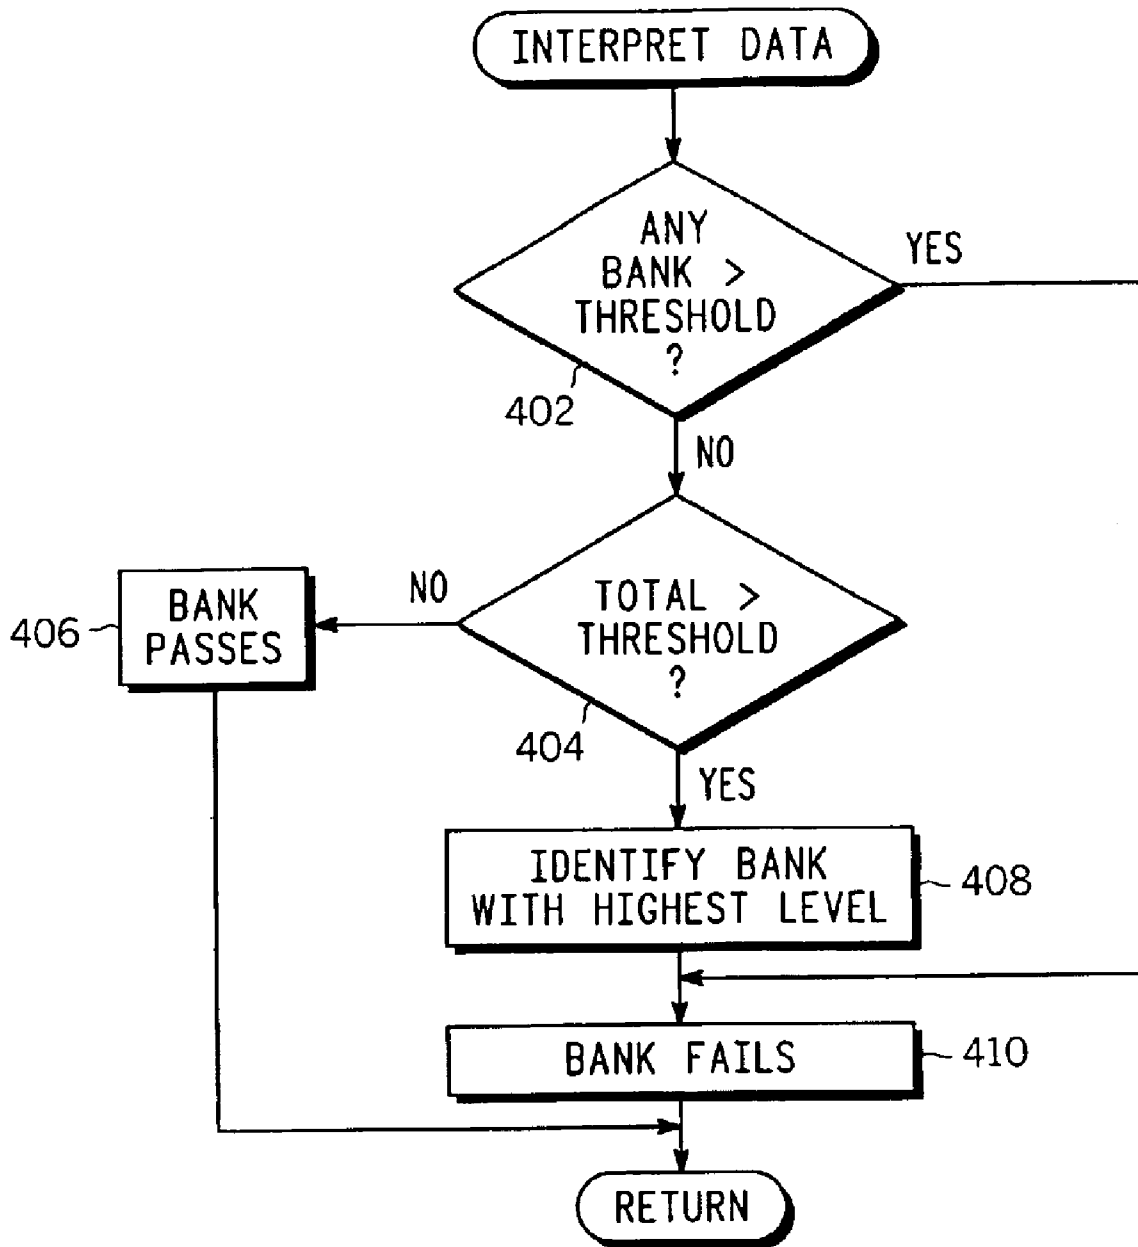 INTERPRET DATA
ANY
BANK >
THRESHOLD
?
YES
402
NO
TOTAL >
THRESHOLD
?
NO
BANK
PASSES
406
404
YES
IDENTIFY BANK
WITH HIGHEST LEVEL
408
BANK FAILS
410
RETURN